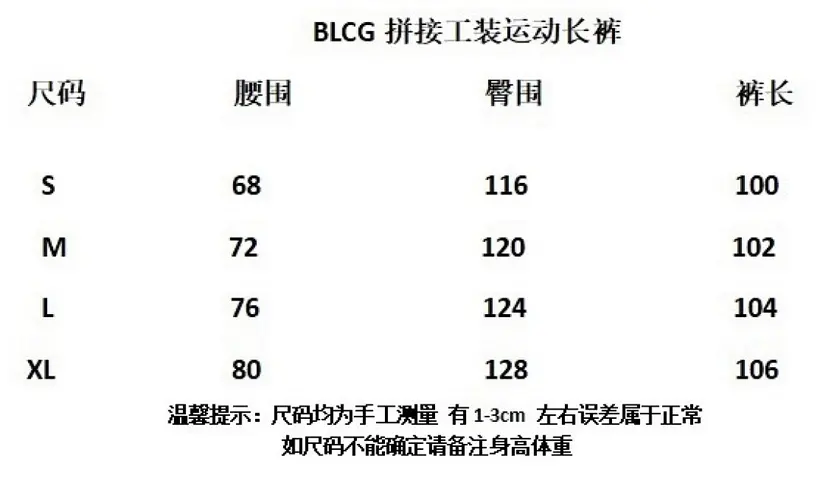 BLCG 拼接工装运动长裤
尺码 腰围 臀围 裤长
S 68 116 100
M 72 120 102
L 76 124 104
XL 80 128 106
温馨提示：尺码均为手工测量 有1-3cm 左右误差属于正常
如尺码不能确定请备注身高体重